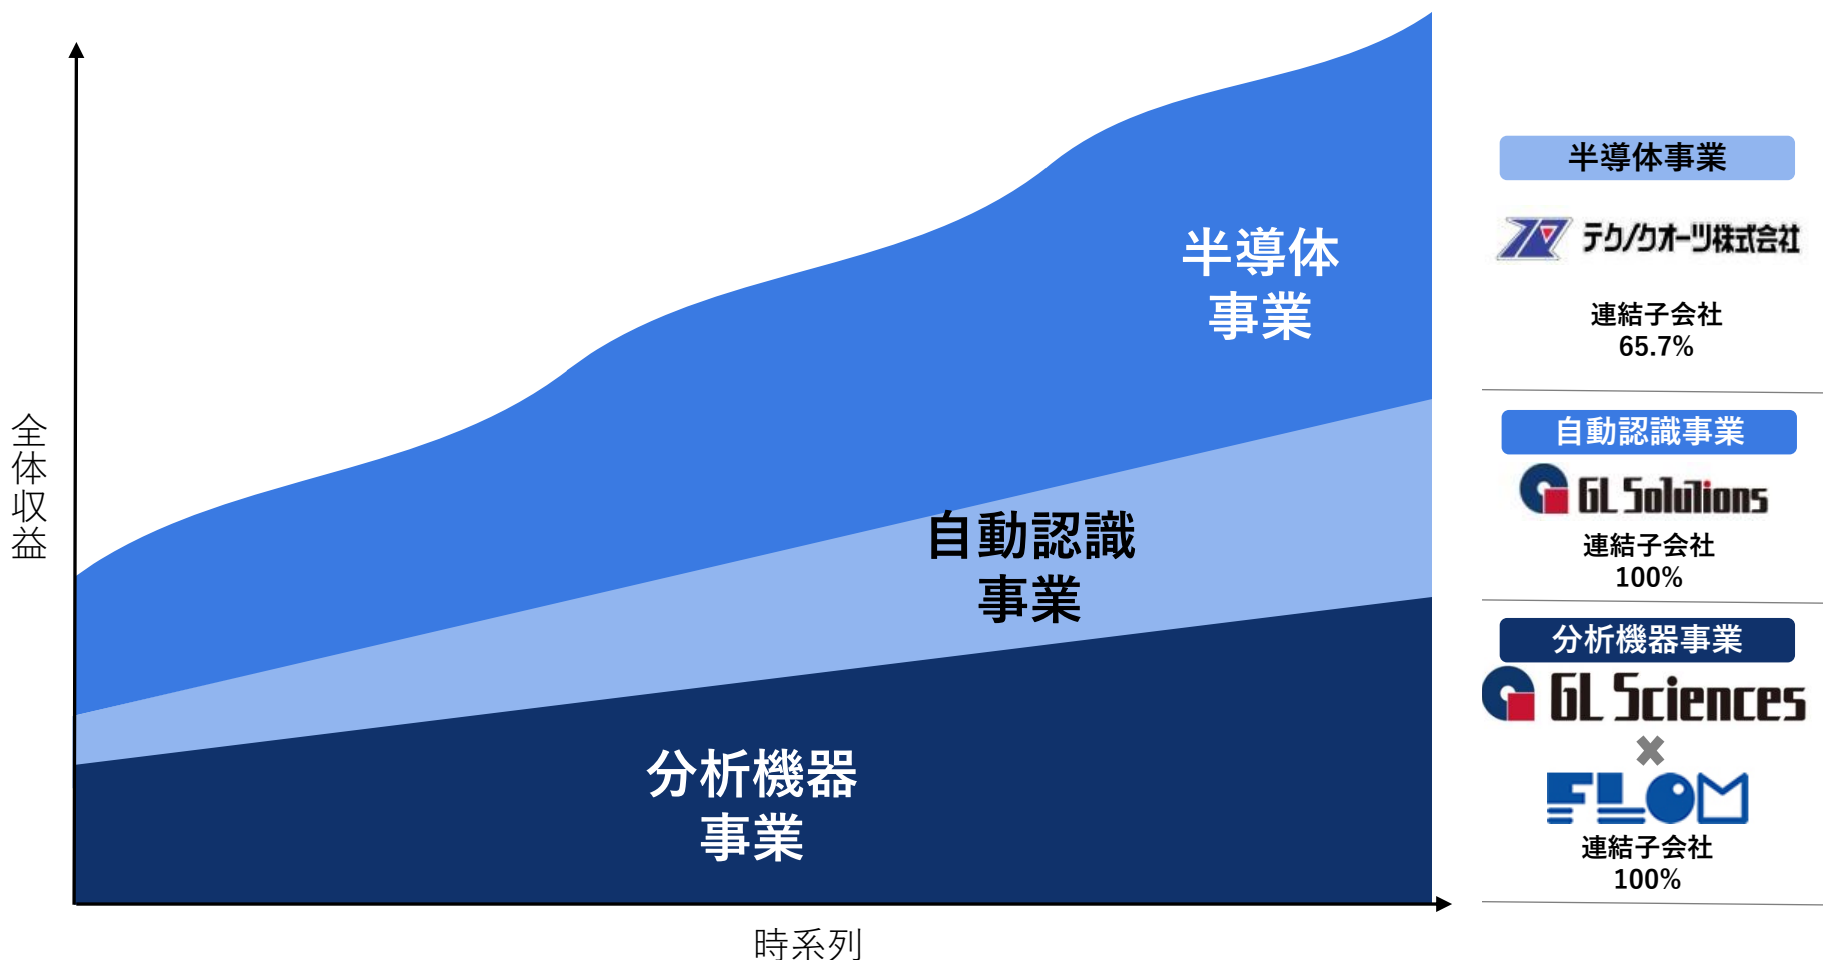 全体収益
半導体
事業
自動認識
事業
分析機器
事業
時系列
半導体事業
テクノクオーツ株式会社
連結子会社
65.7%
自動認識事業
GL Solutions
連結子会社
100%
分析機器事業
GL Sciences
FLOM
連結子会社
100%